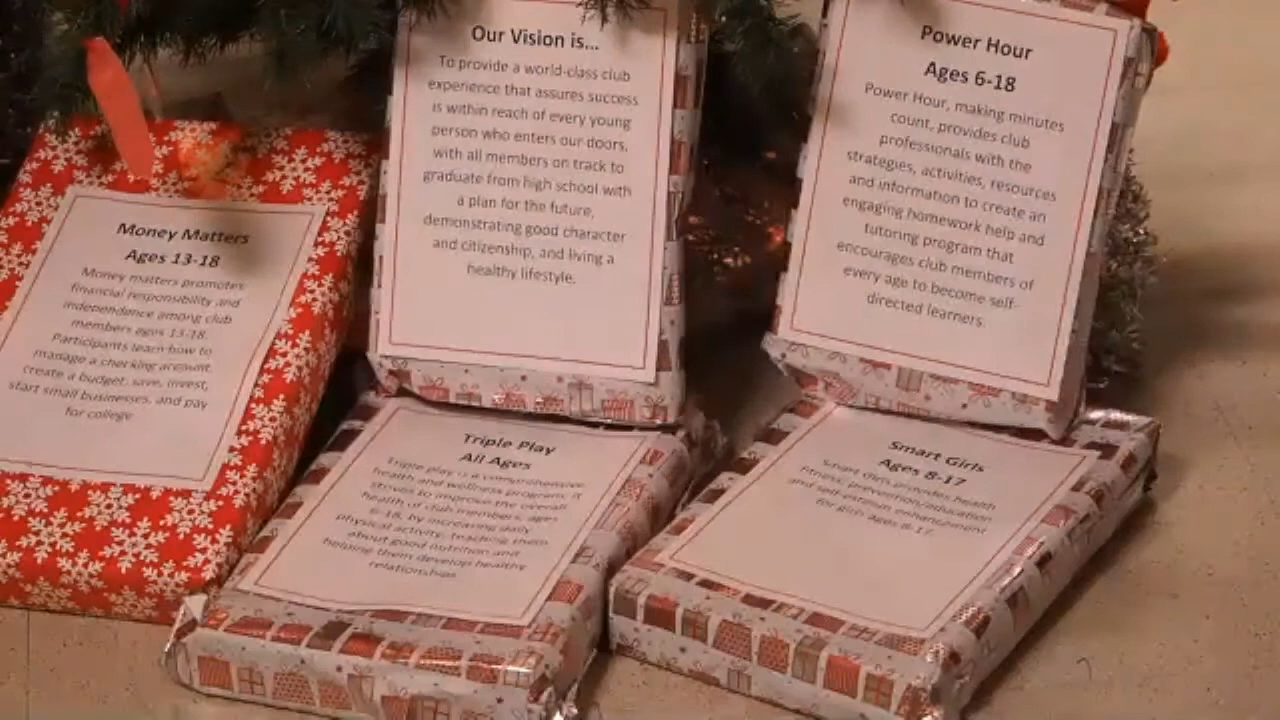 Our Vision is...
To provide a world-class club
experience that assures success
is within reach of every young
person who enters our doors,
with all members on track to
graduate from high school with
a plan for the future,
demonstrating good character
and citizenship, and living a
healthy lifestyle.
Power Hour
Ages 6-18
Power Hour, making minutes
count, provides club
professionals with the
strategies, activities, resources
and information to create an
engaging homework help and
tutoring program that
encourages club members of
every age to become self-
directed learners.
Money Matters
Ages 13-18
Money matters promotes
financial responsibility and
independence among club
members ages 13-18.
Participants learn how to
manage a checking account,
create a budget, save, invest,
start small businesses, and pay
for college
Triple Play
All Ages
Triple play is a comprehensive
health and wellness program. It
strives to improve the overall
health of club members, ages
6-18, by increasing daily
physical activity, teaching them
about good nutrition and
helping them develop healthy
relationships.
Smart Girls
Ages 8-17
Smart Girls provides health
fitness, prevention/education
and self-esteem enhancement
for girls ages 8-17